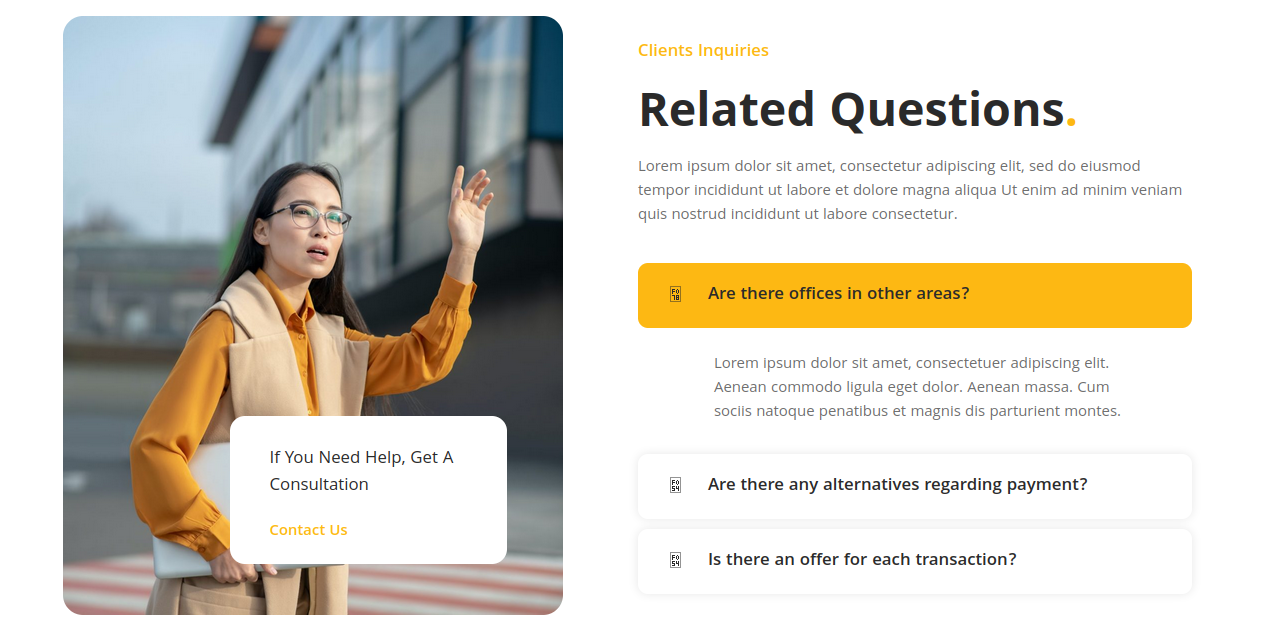 Clients Inquiries
Related Questions.
Lorem ipsum dolor sit amet, consectetur adipiscing elit, sed do eiusmod
tempor incididunt ut labore et dolore magna aliqua Ut enim ad minim veniam
quis nostrud incididunt ut labore consectetur.
Are there offices in other areas?
Lorem ipsum dolor sit amet, consectetuer adipiscing elit.
Aenean commodo ligula eget dolor. Aenean massa. Cum
sociis natoque penatibus et magnis dis parturient montes.
Are there any alternatives regarding payment?
Is there an offer for each transaction?
If You Need Help, Get A
Consultation
Contact Us